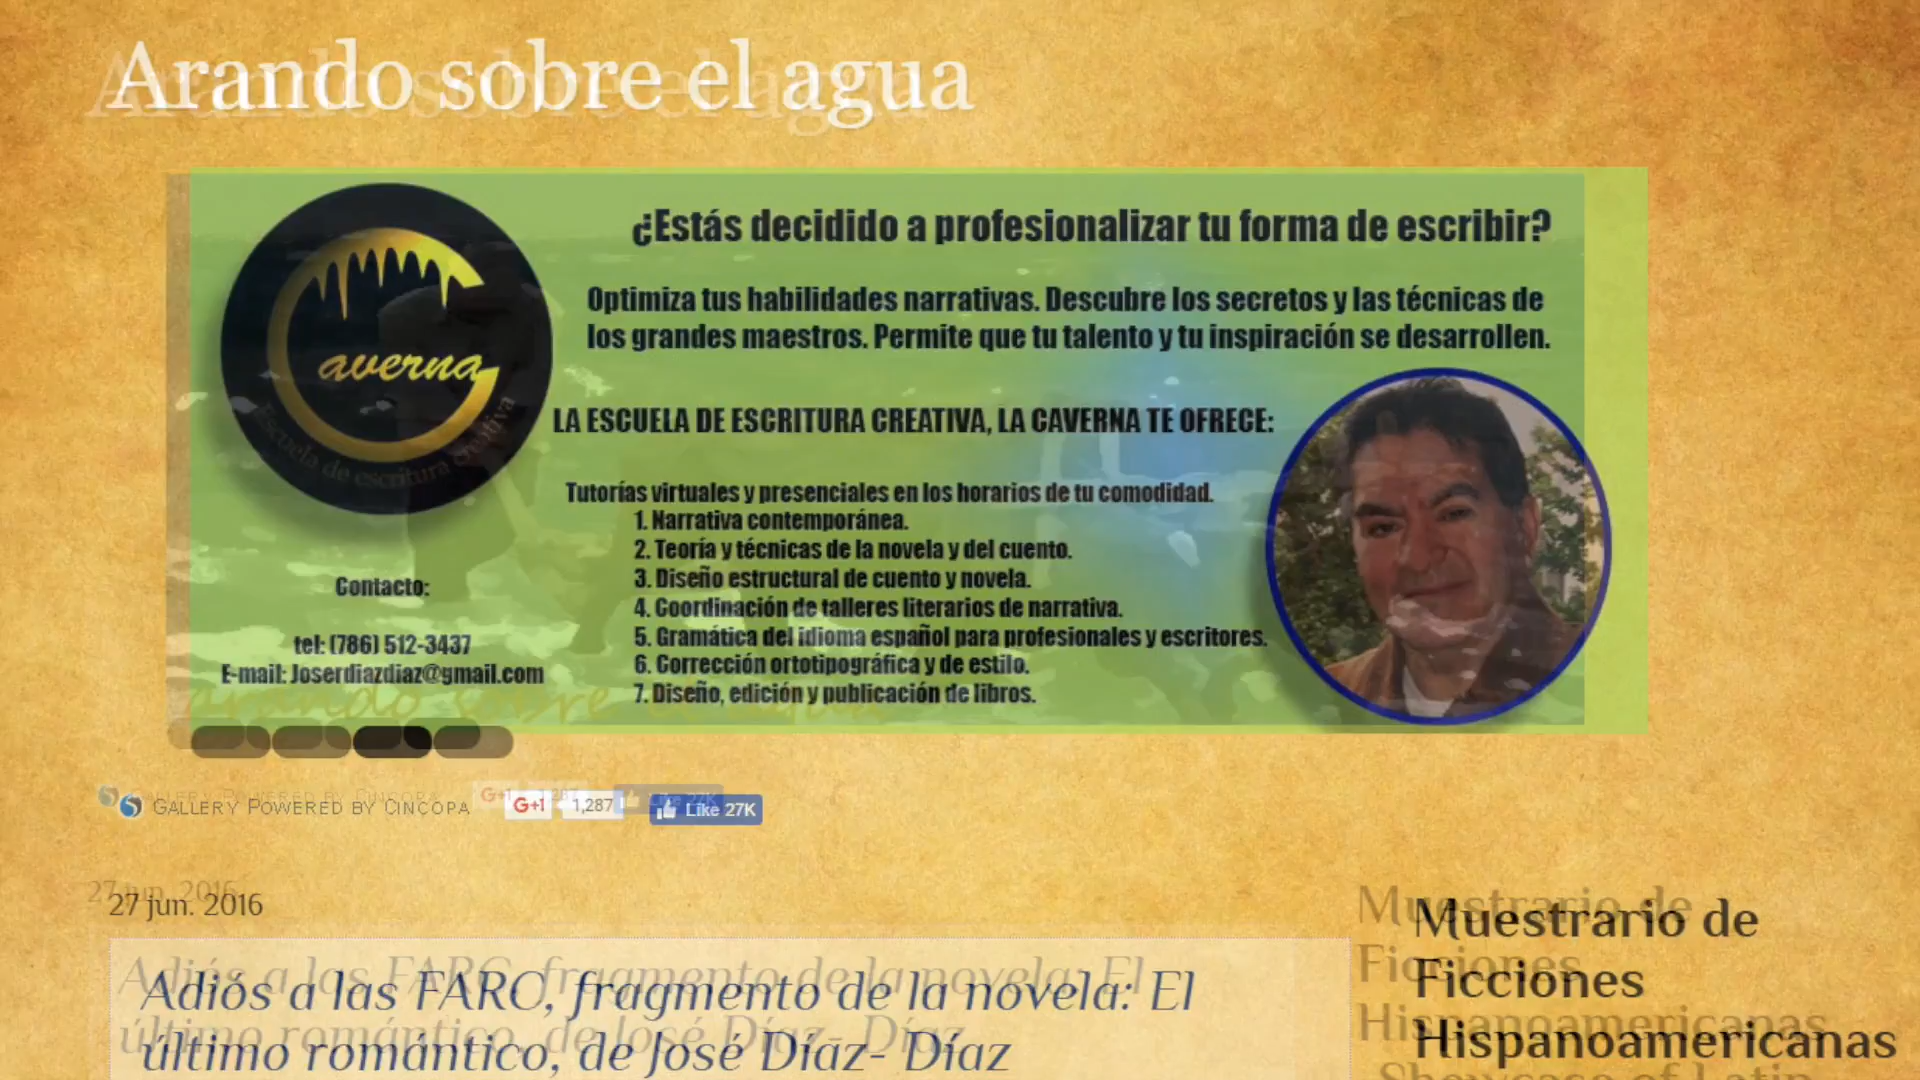 Arando sobre el agua
¿Estás decidido a profesionalizar tu forma de escribir?
Optimiza tus habilidades narrativas. Descubre los secretos y las técnicas de
los grandes maestros. Permite que tu talento y tu inspiración se desarrollen.
averna
Escuela de escritura creativa
LA ESCUELA DE ESCRITURA CREATIVA, LA CAVERNA TE OFRECE:
Tutorías virtuales y presenciales en los horarios de tu comodidad.
1. Narrativa contemporánea.
2. Teoría y técnicas de la novela y del cuento.
3. Diseño estructural de cuento y novela.
4. Coordinación de talleres literarios de narrativa.
5. Gramática del idioma español para profesionales y escritores.
6. Corrección ortotipográfica y de estilo.
7. Diseño, edición y publicación de libros.
Contacto:
tel: (786) 512-3437
E-mail: Joserdiazdiaz@gmail.com
arando sobre
GALLERY POWERED BY CINCOPA
G+1 1,287 Like 27K
27 jun. 2016
Adiós a las FARC, fragmento de la novela: El
último romántico, de José Díaz- Díaz
Muestrario de
Ficciones
Hispanoamericanas
Showcase of Latin